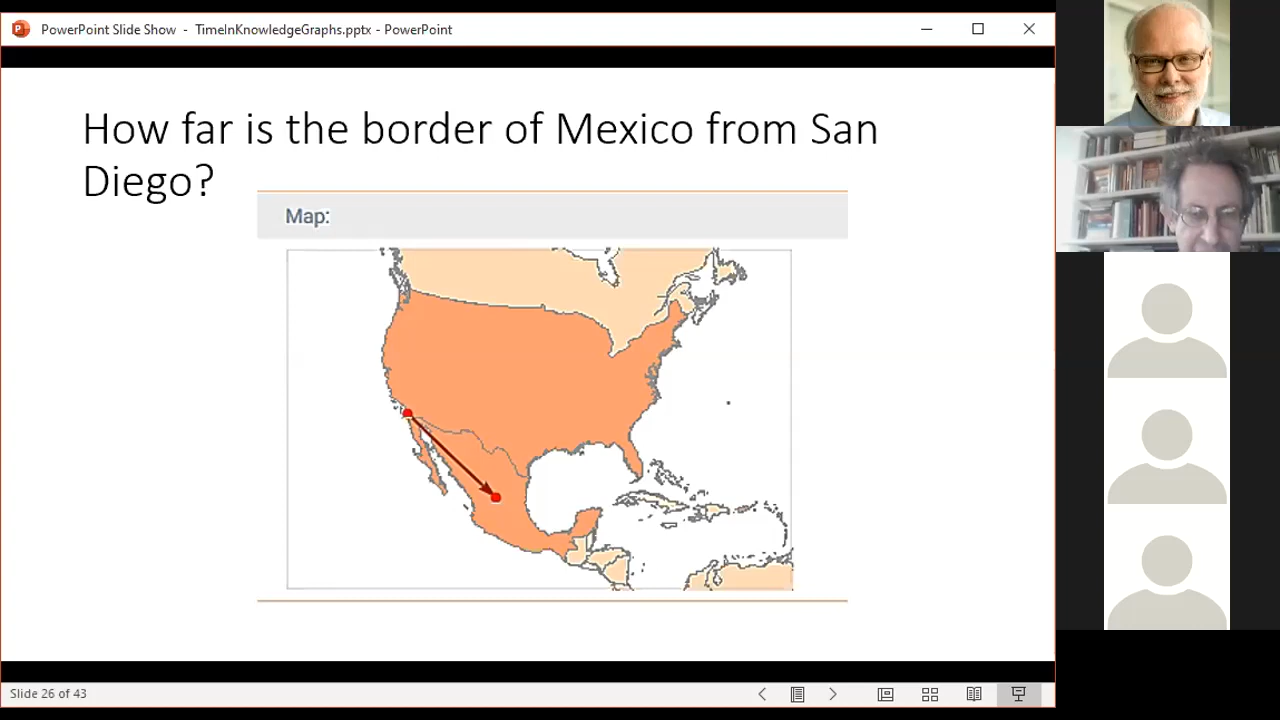 PowerPoint Slide Show - TimeInKnowledgeGraphs.pptx - PowerPoint
How far is the border of Mexico from San
Diego?
Map:
Slide 26 of 43